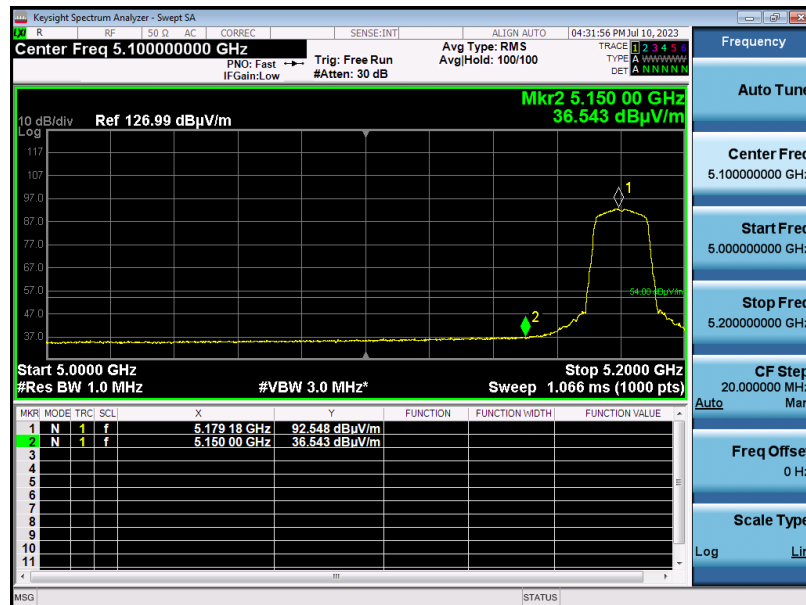 Keysight Spectrum Analyzer - Swept SA
LXI R RF 50 Ω AC CORREC SENSE:INT ALIGN AUTO 04:31:56 PM Jul 10, 2023
Center Freq 5.100000000 GHz
PNO: Fast
IFGain:Low
Trig: Free Run
#Atten: 30 dB
Avg Type: RMS
Avg|Hold: 100/100
TRACE 1 2 3 4 5 6
TYPE A WWWWW
DET A N N N N N
Mkr2 5.150 00 GHz
36.543 dBµV/m
10 dB/div Ref 126.99 dBµV/m
Log
117
107
97.0
87.0
77.0
67.0
57.0
47.0
37.0
1
2
54.00 dBµV/m
Start 5.0000 GHz Stop 5.2000 GHz
#Res BW 1.0 MHz #VBW 3.0 MHz* Sweep 1.066 ms (1000 pts)
MKR MODE TRC SCL X Y FUNCTION FUNCTION WIDTH FUNCTION VALUE
1 N 1 f 5.179 18 GHz 92.548 dBµV/m
2 N 1 f 5.150 00 GHz 36.543 dBµV/m
3
4
5
6
7
8
9
10
11
MSG STATUS
Frequency
Auto Tune
Center Freq
5.100000000 GHz
Start Freq
5.000000000 GHz
Stop Freq
5.200000000 GHz
CF Step
20.000000 MHz
Auto Man
Freq Offset
0 Hz
Scale Type
Log Lin